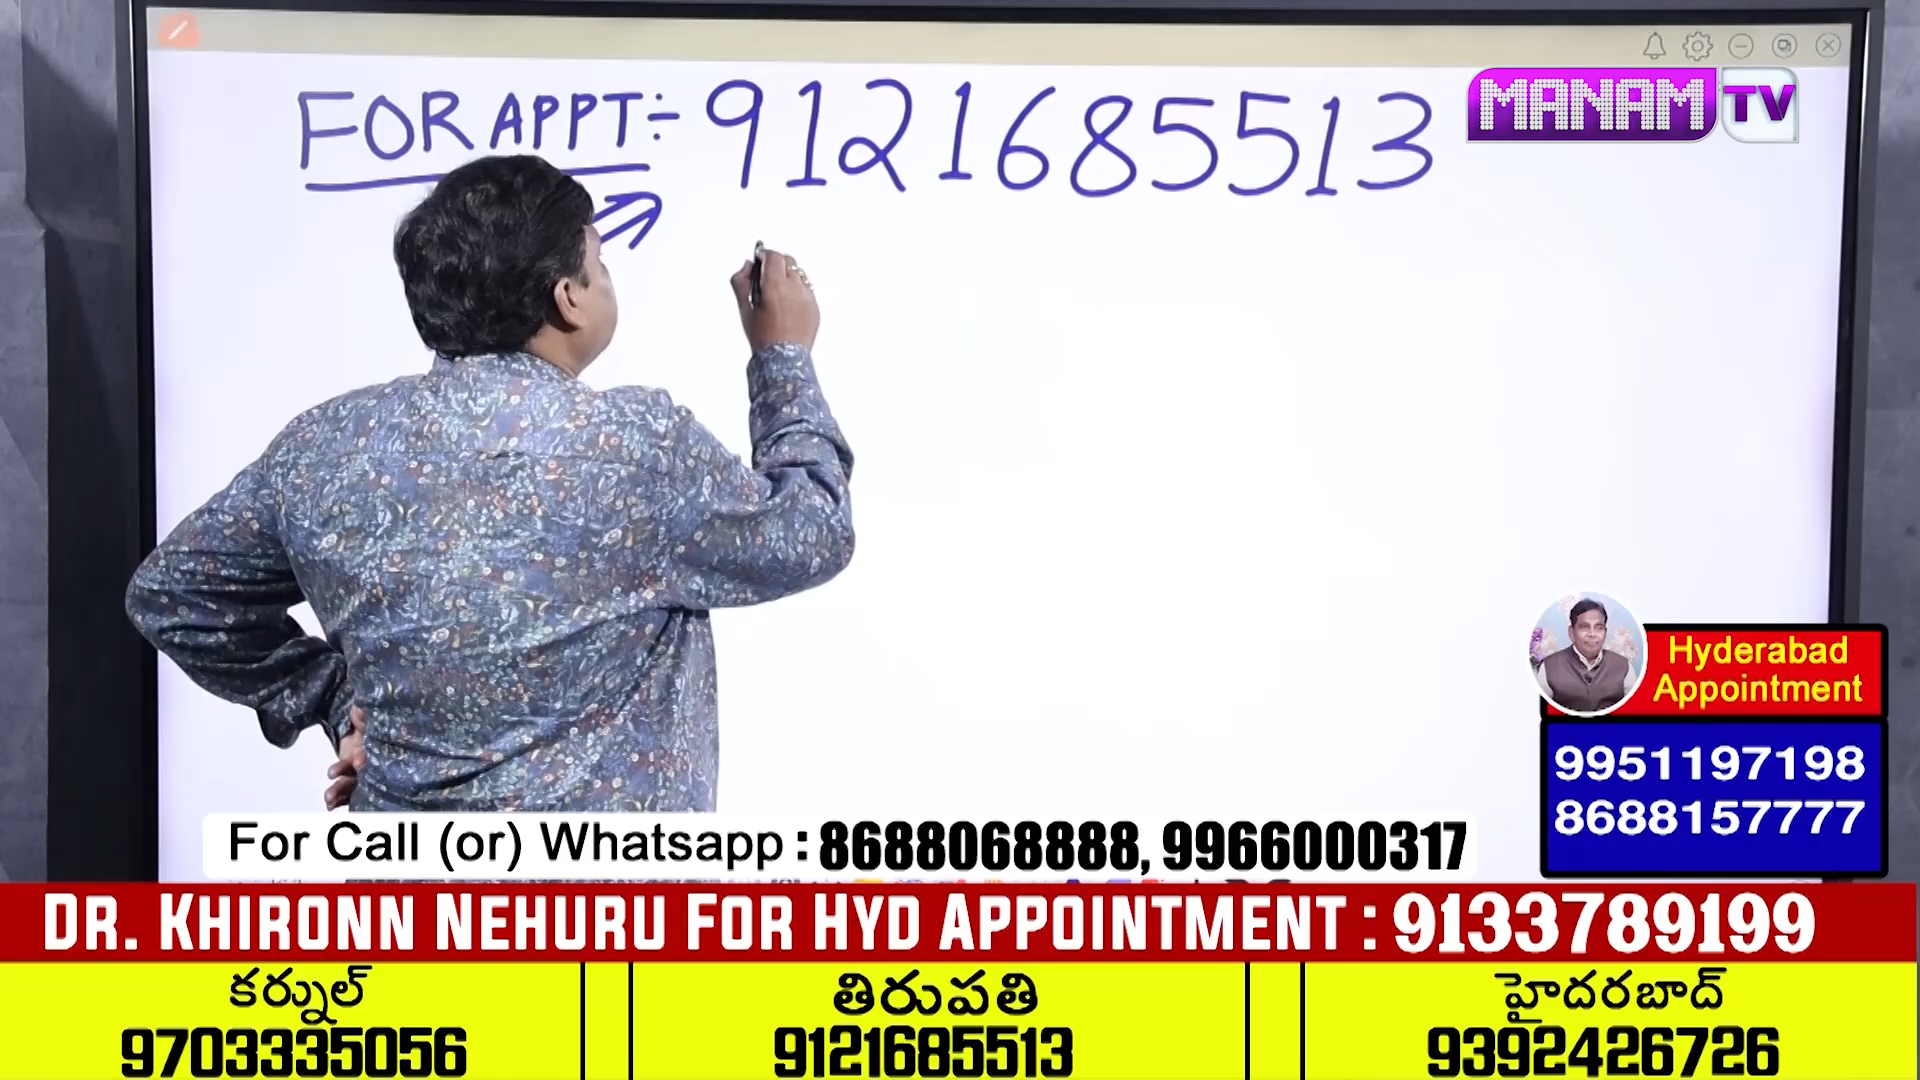 FOR APPT:- 9121685513
MANAM TV
Hyderabad
Appointment
9951197198
8688157777
For Call (or) Whatsapp : 8688068888, 9966000317
DR. KHIRONN NEHURU FOR HYD APPOINTMENT : 9133789199
కర్నుల్
9703335056
తిరుపతి
9121685513
హైదరబాద్
9392426726